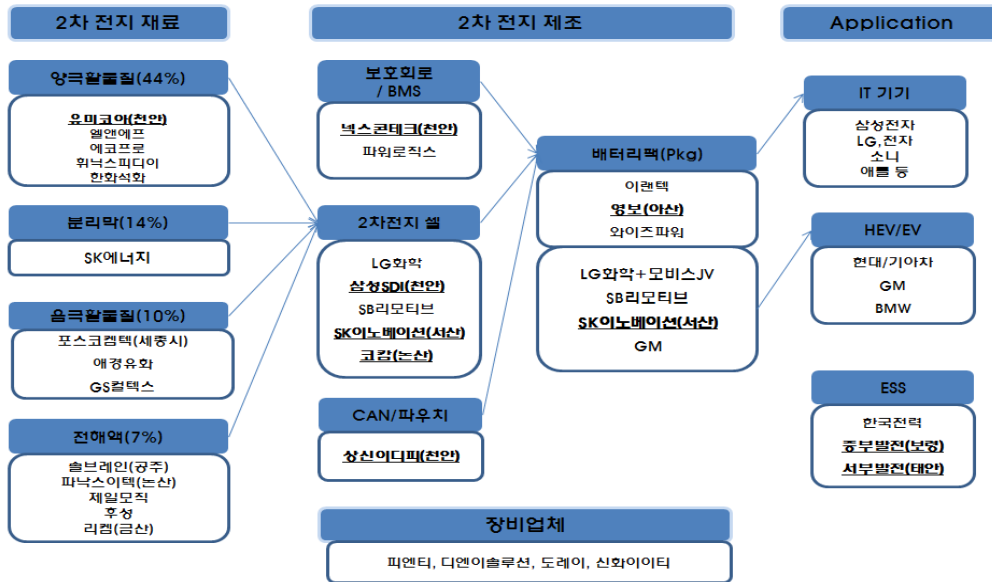 2차 전지 재료
양극활물질(44%)
유미코아(천안)
엘앤에프
에코프로
휘닉스피디이
한화석화
분리막(14%)
SK에너지
음극활물질(10%)
포스코켐텍(세종시)
애경유화
GS컬텍스
전해액(7%)
솔브레인(공주)
파낙스이텍(논산)
제일모직
후성
리켐(금산)
2차 전지 제조
보호회로
/ BMS
넥스콘테크(천안)
파워로직스
2차전지 셀
LG화학
삼성SDI(천안)
SB리모티브
SK이노베이션(서산)
코캄(논산)
CAN/파우치
상신이디피(천안)
배터리팩(Pkg)
이랜텍
영보(아산)
와이즈파워
LG화학+모비스JV
SB리모티브
SK이노베이션(서산)
GM
Application
IT 기기
삼성전자
LG,전자
소니
애플 등
HEV/EV
현대/기아차
GM
BMW
ESS
한국전력
중부발전(보령)
서부발전(태안)
장비업체
피엔티, 디엔이솔루션, 도레이, 신화이이티